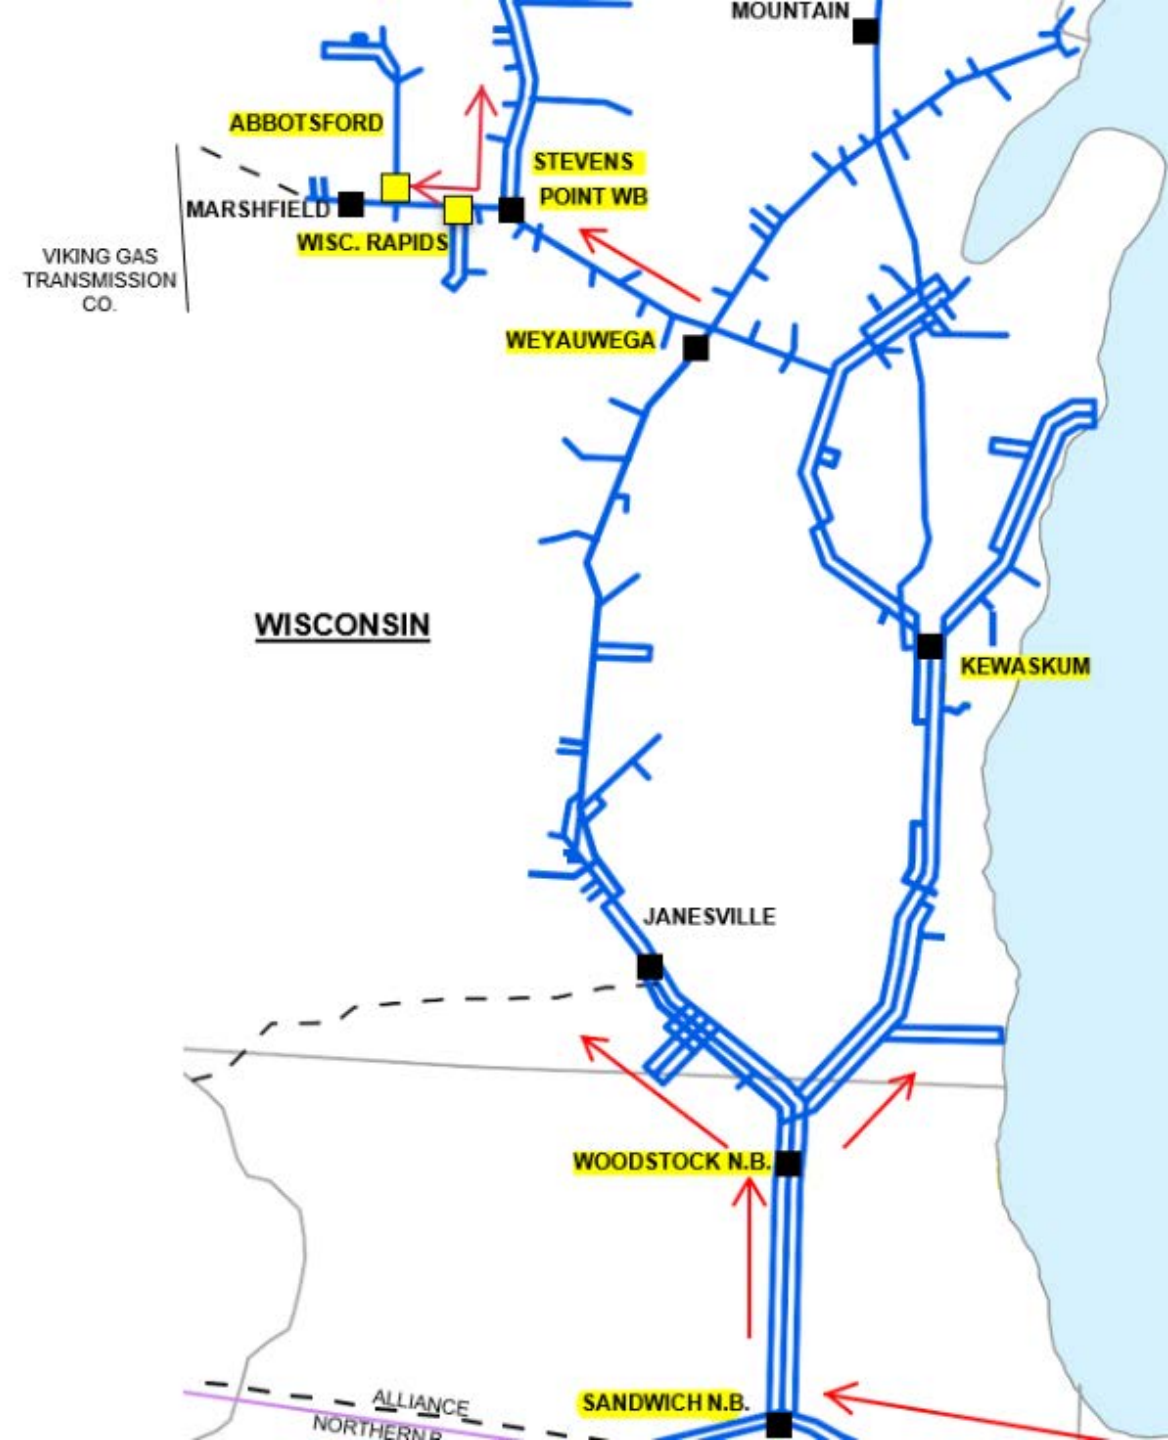 MOUNTAIN
ABBOTSFORD
STEVENS
POINT WB
MARSHFIELD
WISC. RAPIDS
VIKING GAS
TRANSMISSION
CO.
WEYAUWEGA
WISCONSIN
KEWASKUM
JANESVILLE
WOODSTOCK N.B.
SANDWICH N.B.
ALLIANCE
NORTHERN